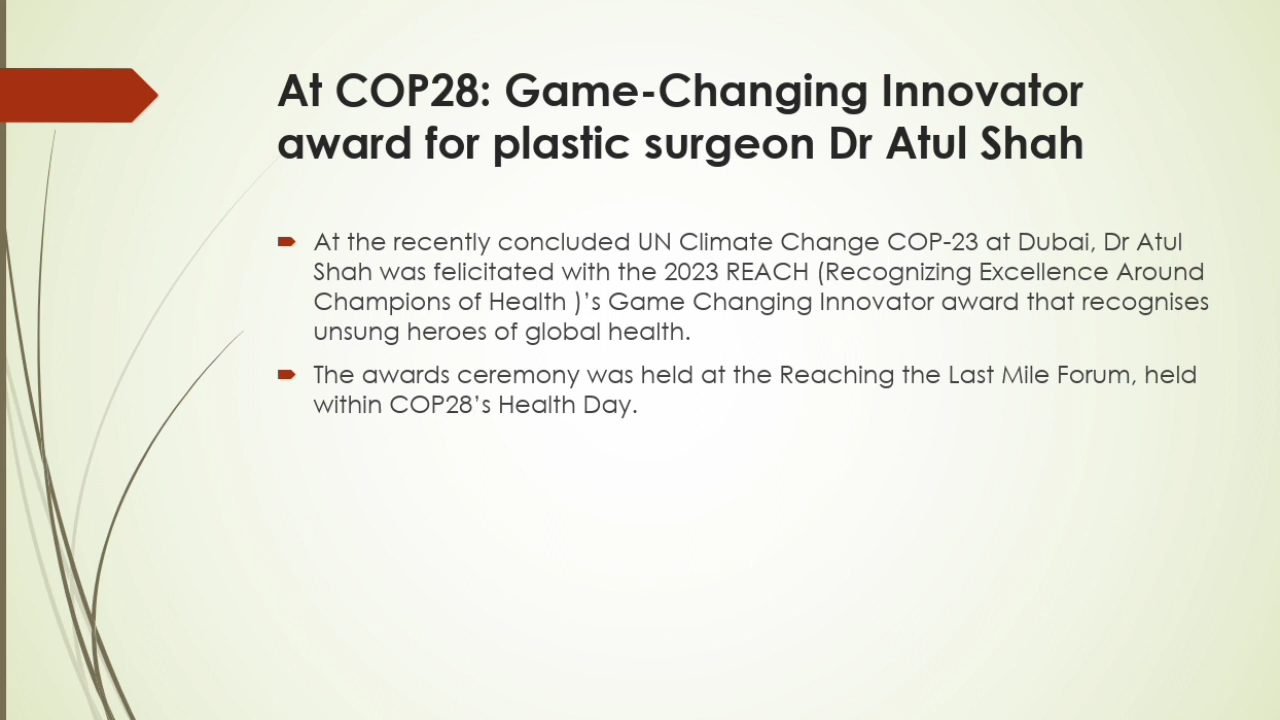 At COP28: Game-Changing Innovator
award for plastic surgeon Dr Atul Shah
At the recently concluded UN Climate Change COP-23 at Dubai, Dr Atul
Shah was felicitated with the 2023 REACH (Recognizing Excellence Around
Champions of Health )’s Game Changing Innovator award that recognises
unsung heroes of global health.
The awards ceremony was held at the Reaching the Last Mile Forum, held
within COP28’s Health Day.